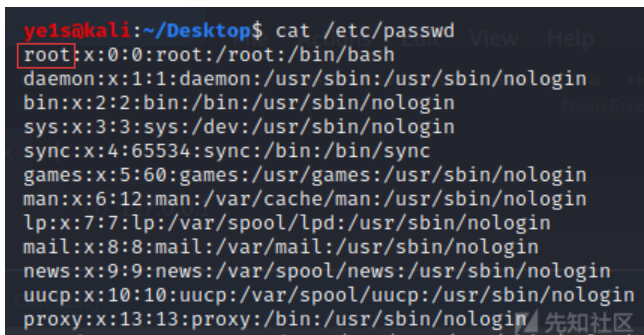 ye1s@kali:~/Desktop$ cat /etc/passwd
root:x:0:0:root:/root:/bin/bash
daemon:x:1:1:daemon:/usr/sbin:/usr/sbin/nologin
bin:x:2:2:bin:/bin:/usr/sbin/nologin
sys:x:3:3:sys:/dev:/usr/sbin/nologin
sync:x:4:65534:sync:/bin:/bin/sync
games:x:5:60:games:/usr/games:/usr/sbin/nologin
man:x:6:12:man:/var/cache/man:/usr/sbin/nologin
lp:x:7:7:lp:/var/spool/lpd:/usr/sbin/nologin
mail:x:8:8:mail:/var/mail:/usr/sbin/nologin
news:x:9:9:news:/var/spool/news:/usr/sbin/nologin
uucp:x:10:10:uucp:/var/spool/uucp:/usr/sbin/nologin
proxy:x:13:13:proxy:/bin:/usr/sbin/nologin
先知社区
View Help